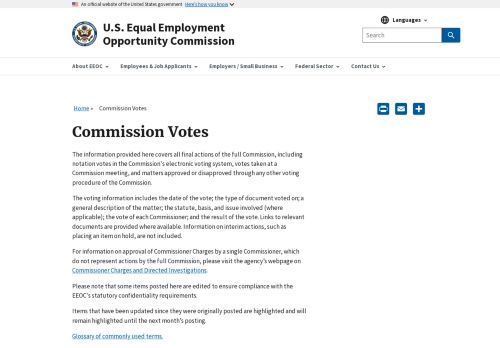 An official website of the United States government Here's how you know
U.S. Equal Employment
Opportunity Commission
Languages
Search
About EEOC
Employees & Job Applicants
Employers / Small Business
Federal Sector
Contact Us
Home » Commission Votes
Commission Votes
The information provided here covers all final actions of the full Commission, including
notation votes in the Commission's electronic voting system, votes taken at a
Commission meeting, and matters approved or disapproved through any other voting
procedure of the Commission.
The voting information includes the date of the vote; the type of document voted on; a
general description of the matter; the statute, basis, and issue involved (where
applicable); the vote of each Commissioner; and the result of the vote. Links to relevant
documents are provided where available. Information on interim actions, such as
placing an item on hold, are not included.
For information on approval of Commissioner Charges by a single Commissioner, which
do not represent actions by the full Commission, please visit the agency's webpage on
Commissioner Charges and Directed Investigations.
Please note that some items posted here are edited to ensure compliance with the
EEOC's statutory confidentiality requirements.
Items that have been updated since they were originally posted are highlighted and will
remain highlighted until the next month's posting.
Glossary of commonly used terms.